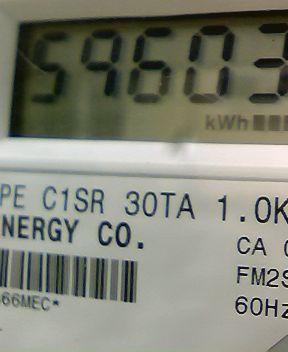 59603
kWh
PE C1SR 30TA 1.0K
NERGY CO.
CA
FM2S
66MEC*
60Hz